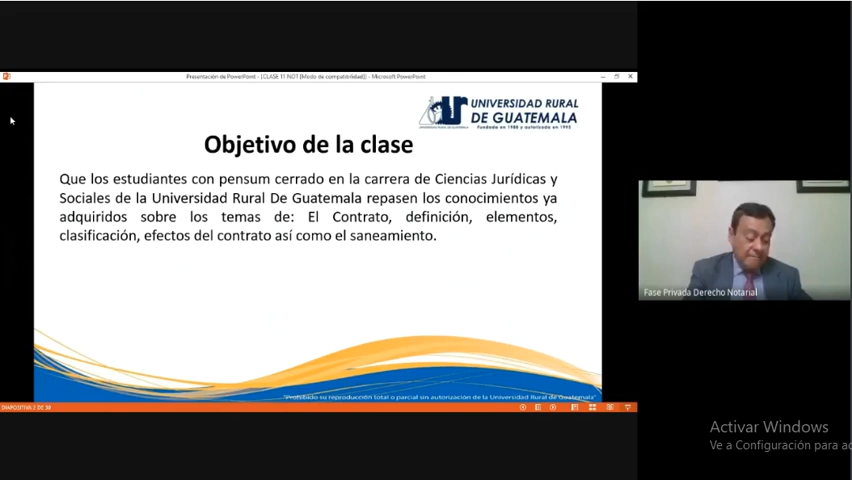 Presentación de PowerPoint - [CLASE 11 NOT [Modo de compatibilidad]] - Microsoft PowerPoint
UNIVERSIDAD RURAL
DE GUATEMALA
Fundada en 1988 y autorizada en 1995
Objetivo de la clase
Que los estudiantes con pensum cerrado en la carrera de Ciencias Jurídicas y
Sociales de la Universidad Rural De Guatemala repasen los conocimientos ya
adquiridos sobre los temas de: El Contrato, definición, elementos,
clasificación, efectos del contrato así como el saneamiento.
"Prohibido su reproducción total o parcial sin autorización de la Universidad Rural de Guatemala"
DIAPOSITIVA 2 DE 38
Fase Privada Derecho Notarial
Activar Windows
Ve a Configuración para ac